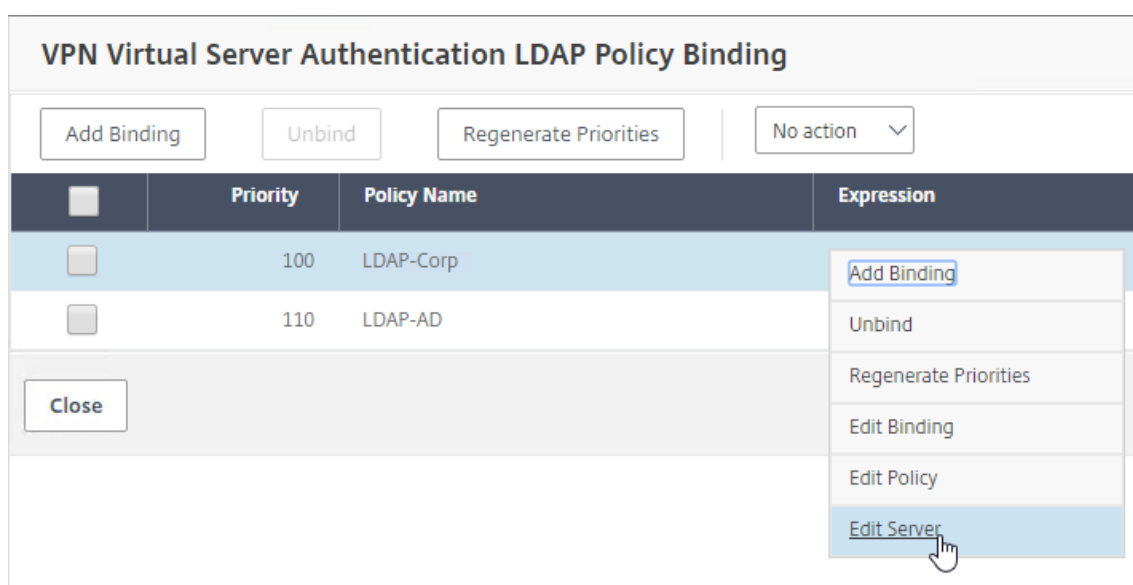 VPN Virtual Server Authentication LDAP Policy Binding
Add Binding Unbind Regenerate Priorities No action
Priority Policy Name Expression
100 LDAP-Corp
110 LDAP-AD
Add Binding
Unbind
Regenerate Priorities
Edit Binding
Edit Policy
Edit Server
Close